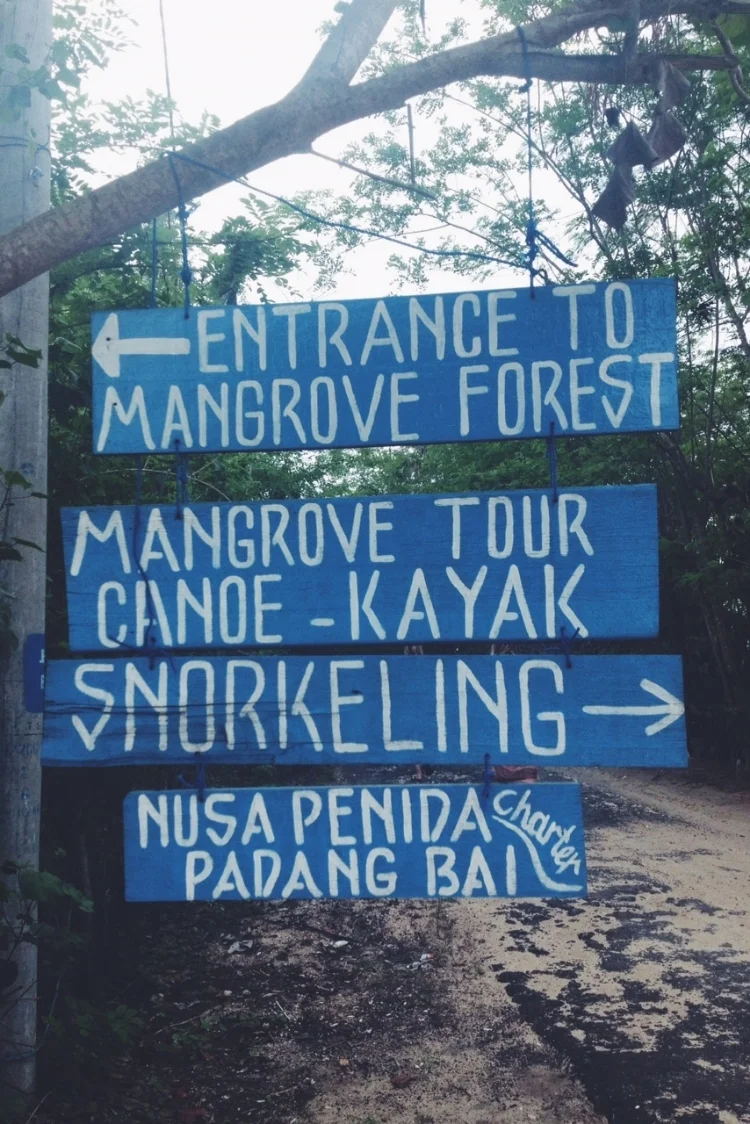 ENTRANCE TO
MANGROVE FOREST
MANGROVE TOUR
CANOE - KAYAK
SNORKELING
NUSA PENIDA charter
PADANG BAI